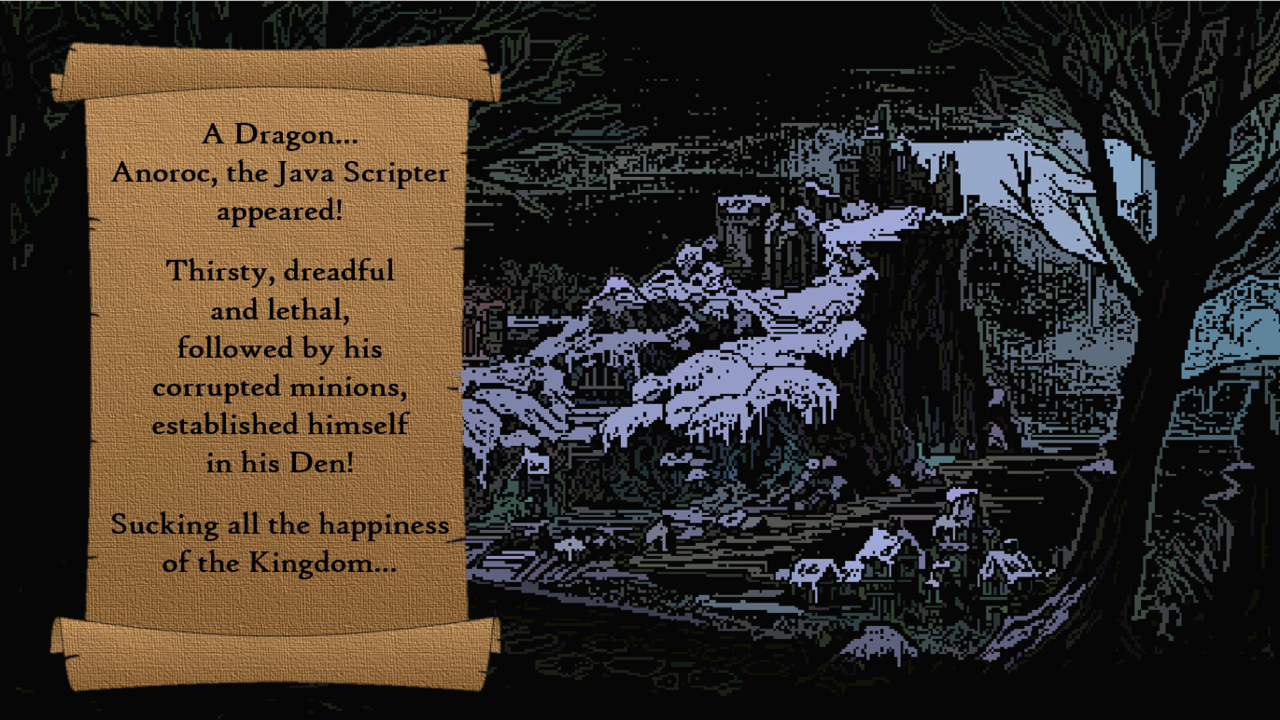 A Dragon...
Anoroc, the Java Scripter
appeared!
Thirsty, dreadful
and lethal,
followed by his
corrupted minions,
established himself
in his Den!
Sucking all the happiness
of the Kingdom...